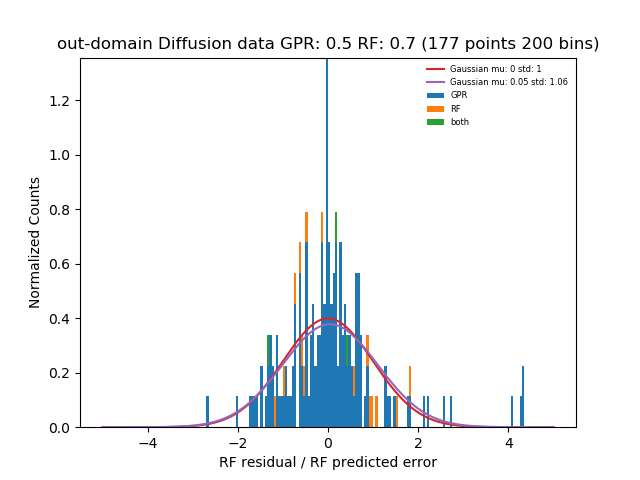 out-domain Diffusion data GPR: 0.5 RF: 0.7 (177 points 200 bins)
Gaussian mu: 0 std: 1
Gaussian mu: 0.05 std: 1.06
GPR
RF
both
Normalized Counts
1.2
1.0
0.8
0.6
0.4
0.2
0.0
−4
−2
0
2
4
RF residual / RF predicted error